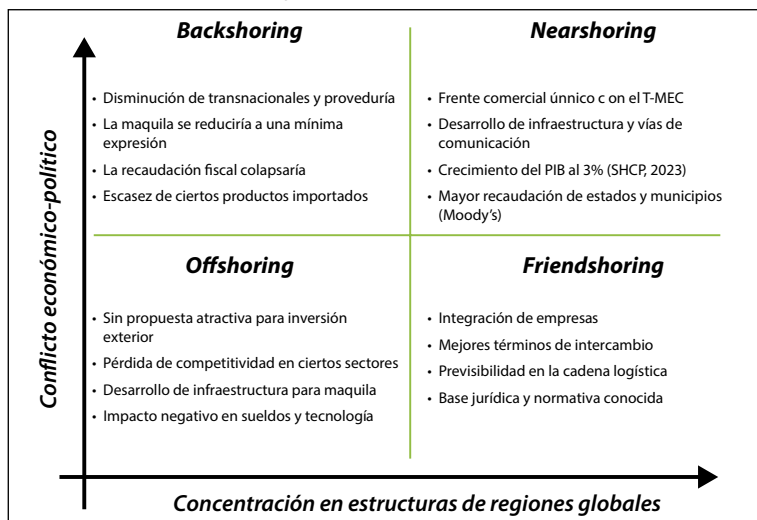 Conflicto económico-político
Backshoring
• Disminución de transnacionales y proveduría
• La maquila se reduciría a una mínima
expresión
• La recaudación fiscal colapsaría
• Escasez de ciertos productos importados
Nearshoring
• Frente comercial únnico c on el T-MEC
• Desarrollo de infraestructura y vías de
comunicación
• Crecimiento del PIB al 3% (SHCP, 2023)
• Mayor recaudación de estados y municipios
(Moody’s)
Offshoring
• Sin propuesta atractiva para inversión
exterior
• Pérdida de competitividad en ciertos sectores
• Desarrollo de infraestructura para maquila
• Impacto negativo en sueldos y tecnología
Friendshoring
• Integración de empresas
• Mejores términos de intercambio
• Previsibilidad en la cadena logística
• Base jurídica y normativa conocida
Concentración en estructuras de regiones globales